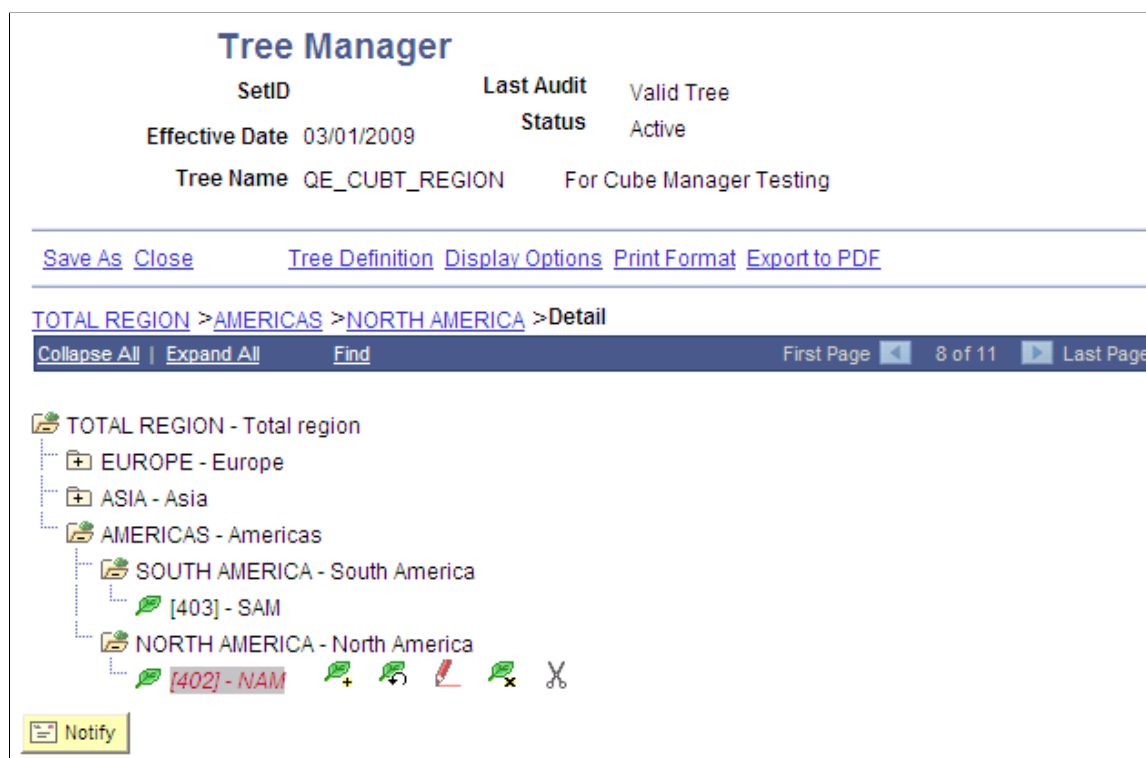 Tree Manager
SetID Last Audit Valid Tree
Effective Date 03/01/2009 Status Active
Tree Name QE_CUBT_REGION For Cube Manager Testing
Save As Close Tree Definition Display Options Print Format Export to PDF
TOTAL REGION >AMERICAS >NORTH AMERICA >Detail
Collapse All | Expand All Find First Page 8 of 11 Last Page
TOTAL REGION - Total region
EUROPE - Europe
ASIA - Asia
AMERICAS - Americas
SOUTH AMERICA - South America
[403] - SAM
NORTH AMERICA - North America
[402] - NAM
Notify